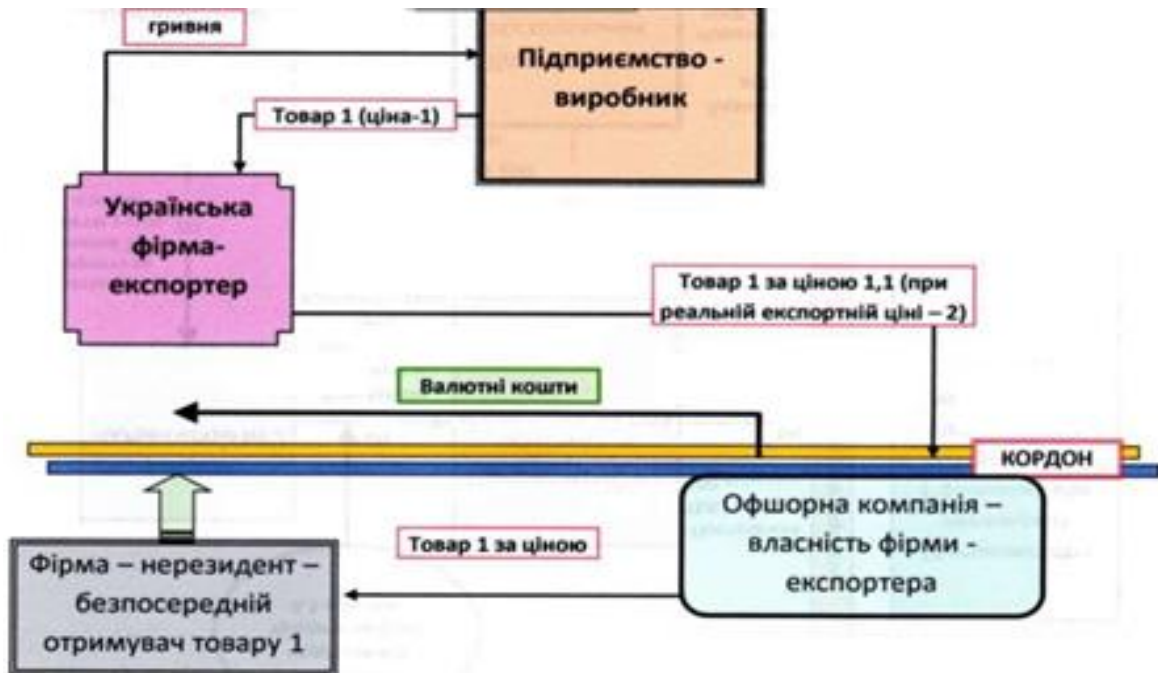 гривня
Підприємство -
виробник
Товар 1 (ціна-1)
Українська
фірма-
експортер
Товар 1 за ціною 1,1 (при
реальній експортній ціні – 2)
Валютні кошти
КОРДОН
Офшорна компанія –
власність фірми -
експортера
Товар 1 за ціною
Фірма – нерезидент –
безпосередній
отримувач товару 1